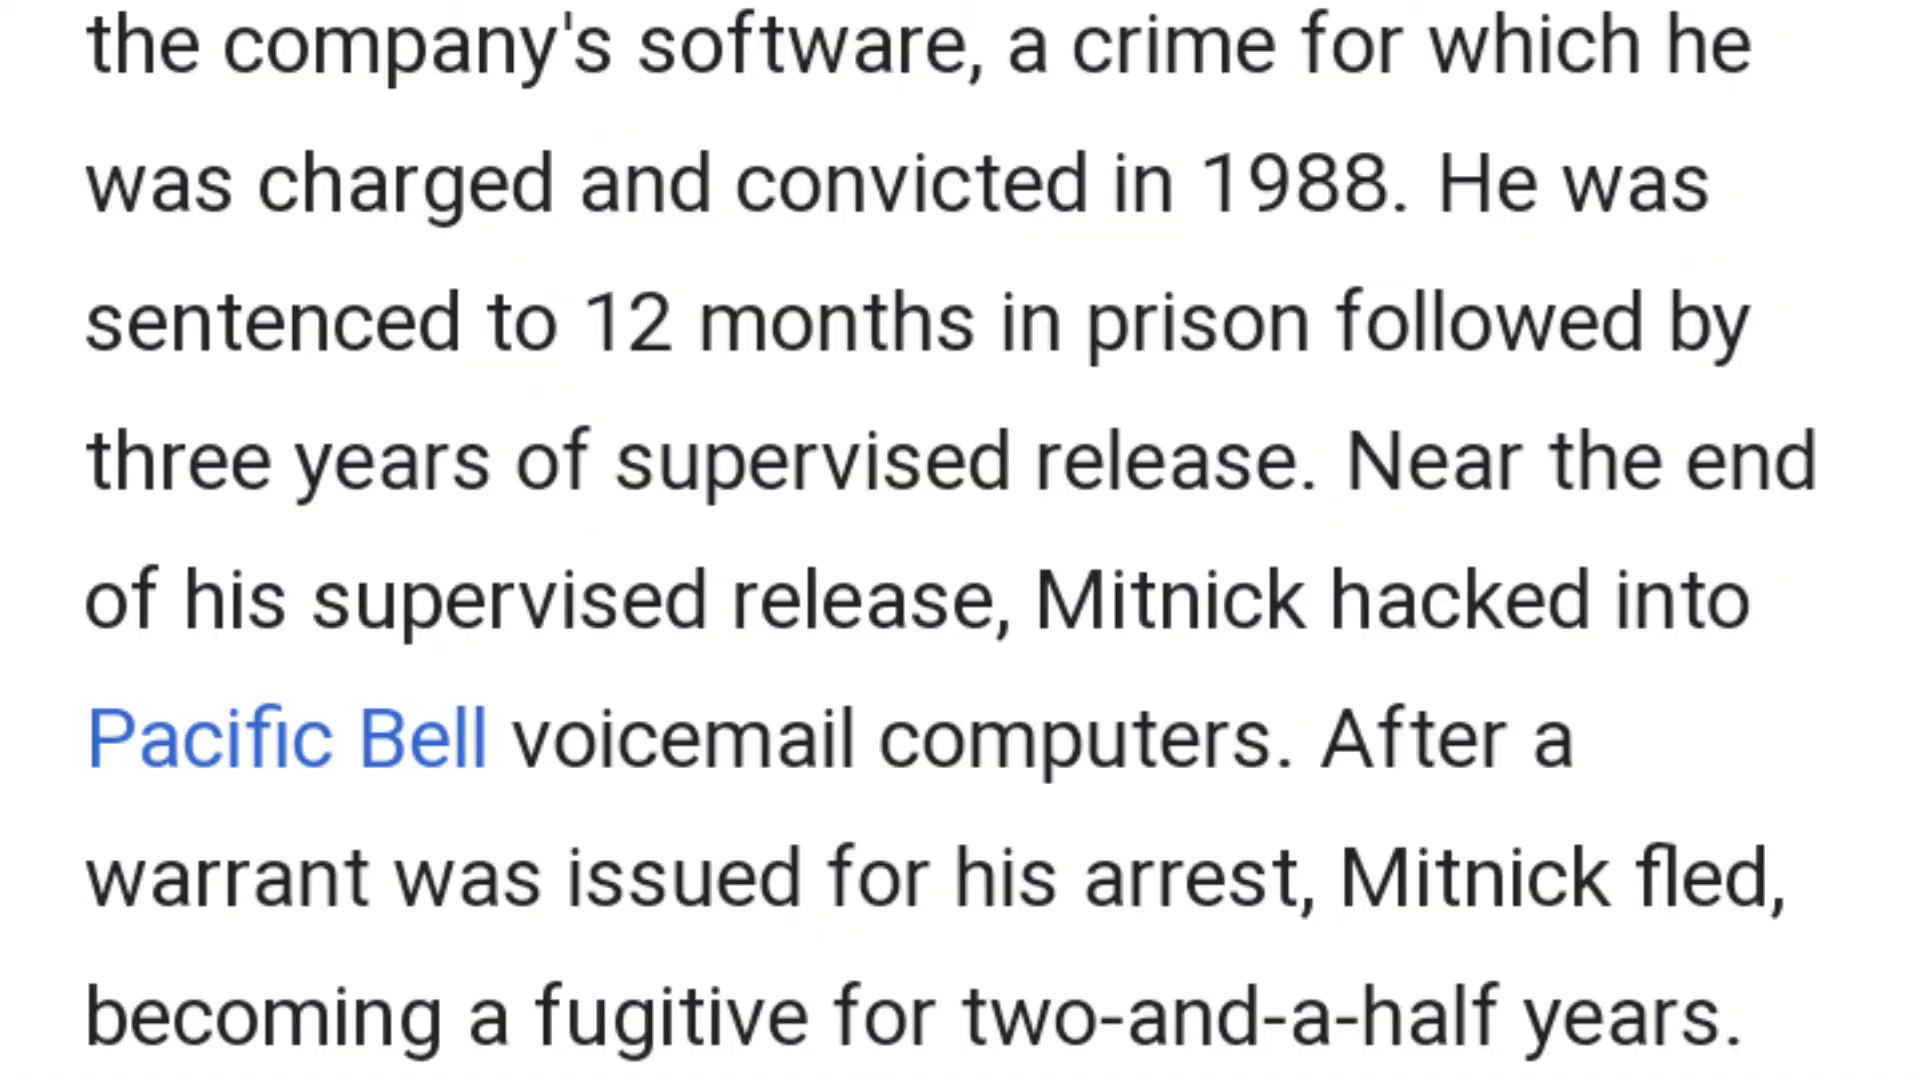 the company's software, a crime for which he
was charged and convicted in 1988. He was
sentenced to 12 months in prison followed by
three years of supervised release. Near the end
of his supervised release, Mitnick hacked into
Pacific Bell voicemail computers. After a
warrant was issued for his arrest, Mitnick fled,
becoming a fugitive for two-and-a-half years.